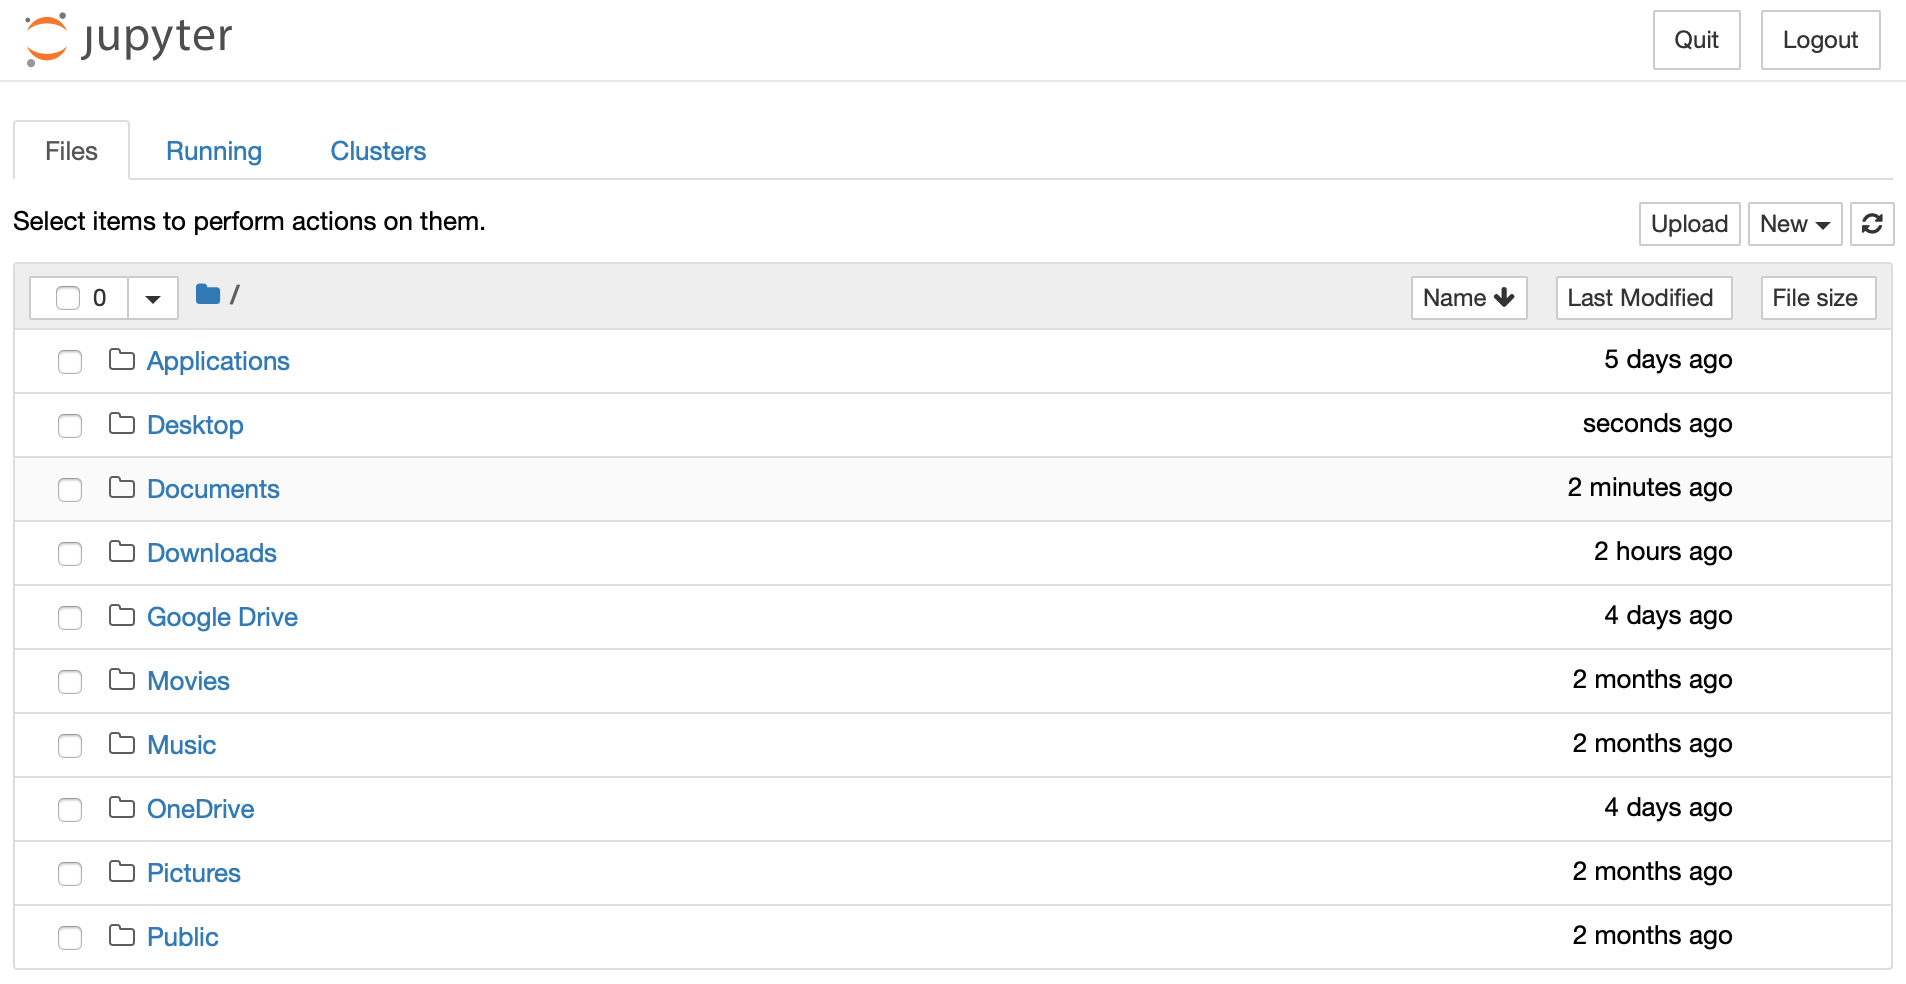 jupyter
Quit Logout
Files Running Clusters
Select items to perform actions on them.
Upload New
0 / Name Last Modified File size
Applications 5 days ago
Desktop seconds ago
Documents 2 minutes ago
Downloads 2 hours ago
Google Drive 4 days ago
Movies 2 months ago
Music 2 months ago
OneDrive 4 days ago
Pictures 2 months ago
Public 2 months ago